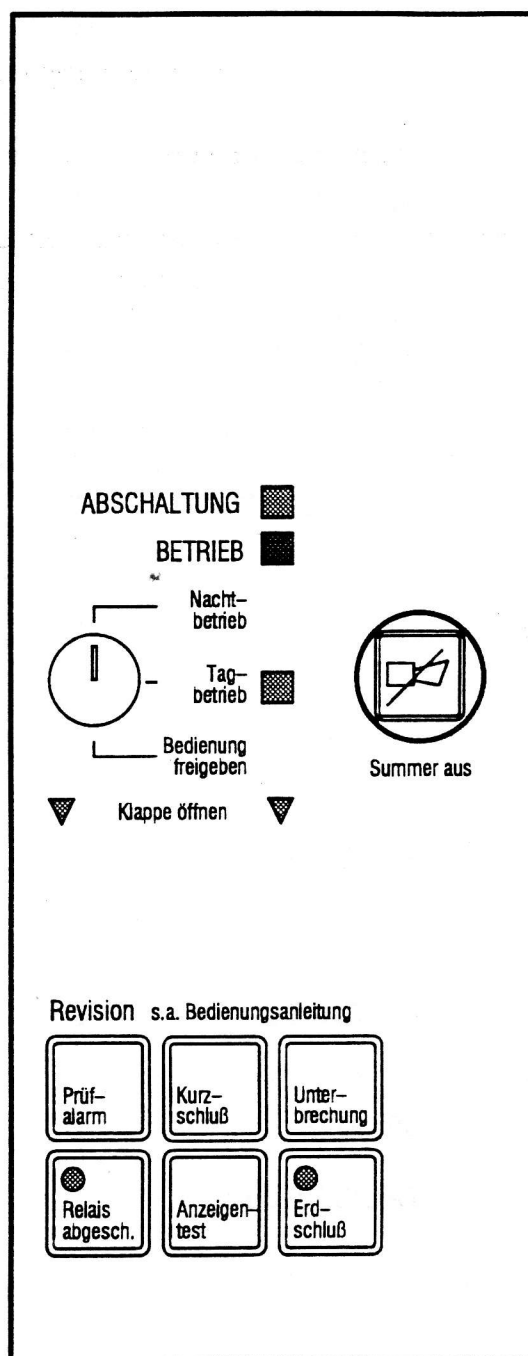 ABSCHALTUNG
BETRIEB
Nacht–
betrieb
Tag–
betrieb
Bedienung
freigeben
Summer aus
Klappe öffnen
Revision s.a. Bedienungsanleitung
Prüf–
alarm
Kurz–
schluß
Unter–
brechung
Relais
abgesch.
Anzeigen–
test
Erd–
schluß